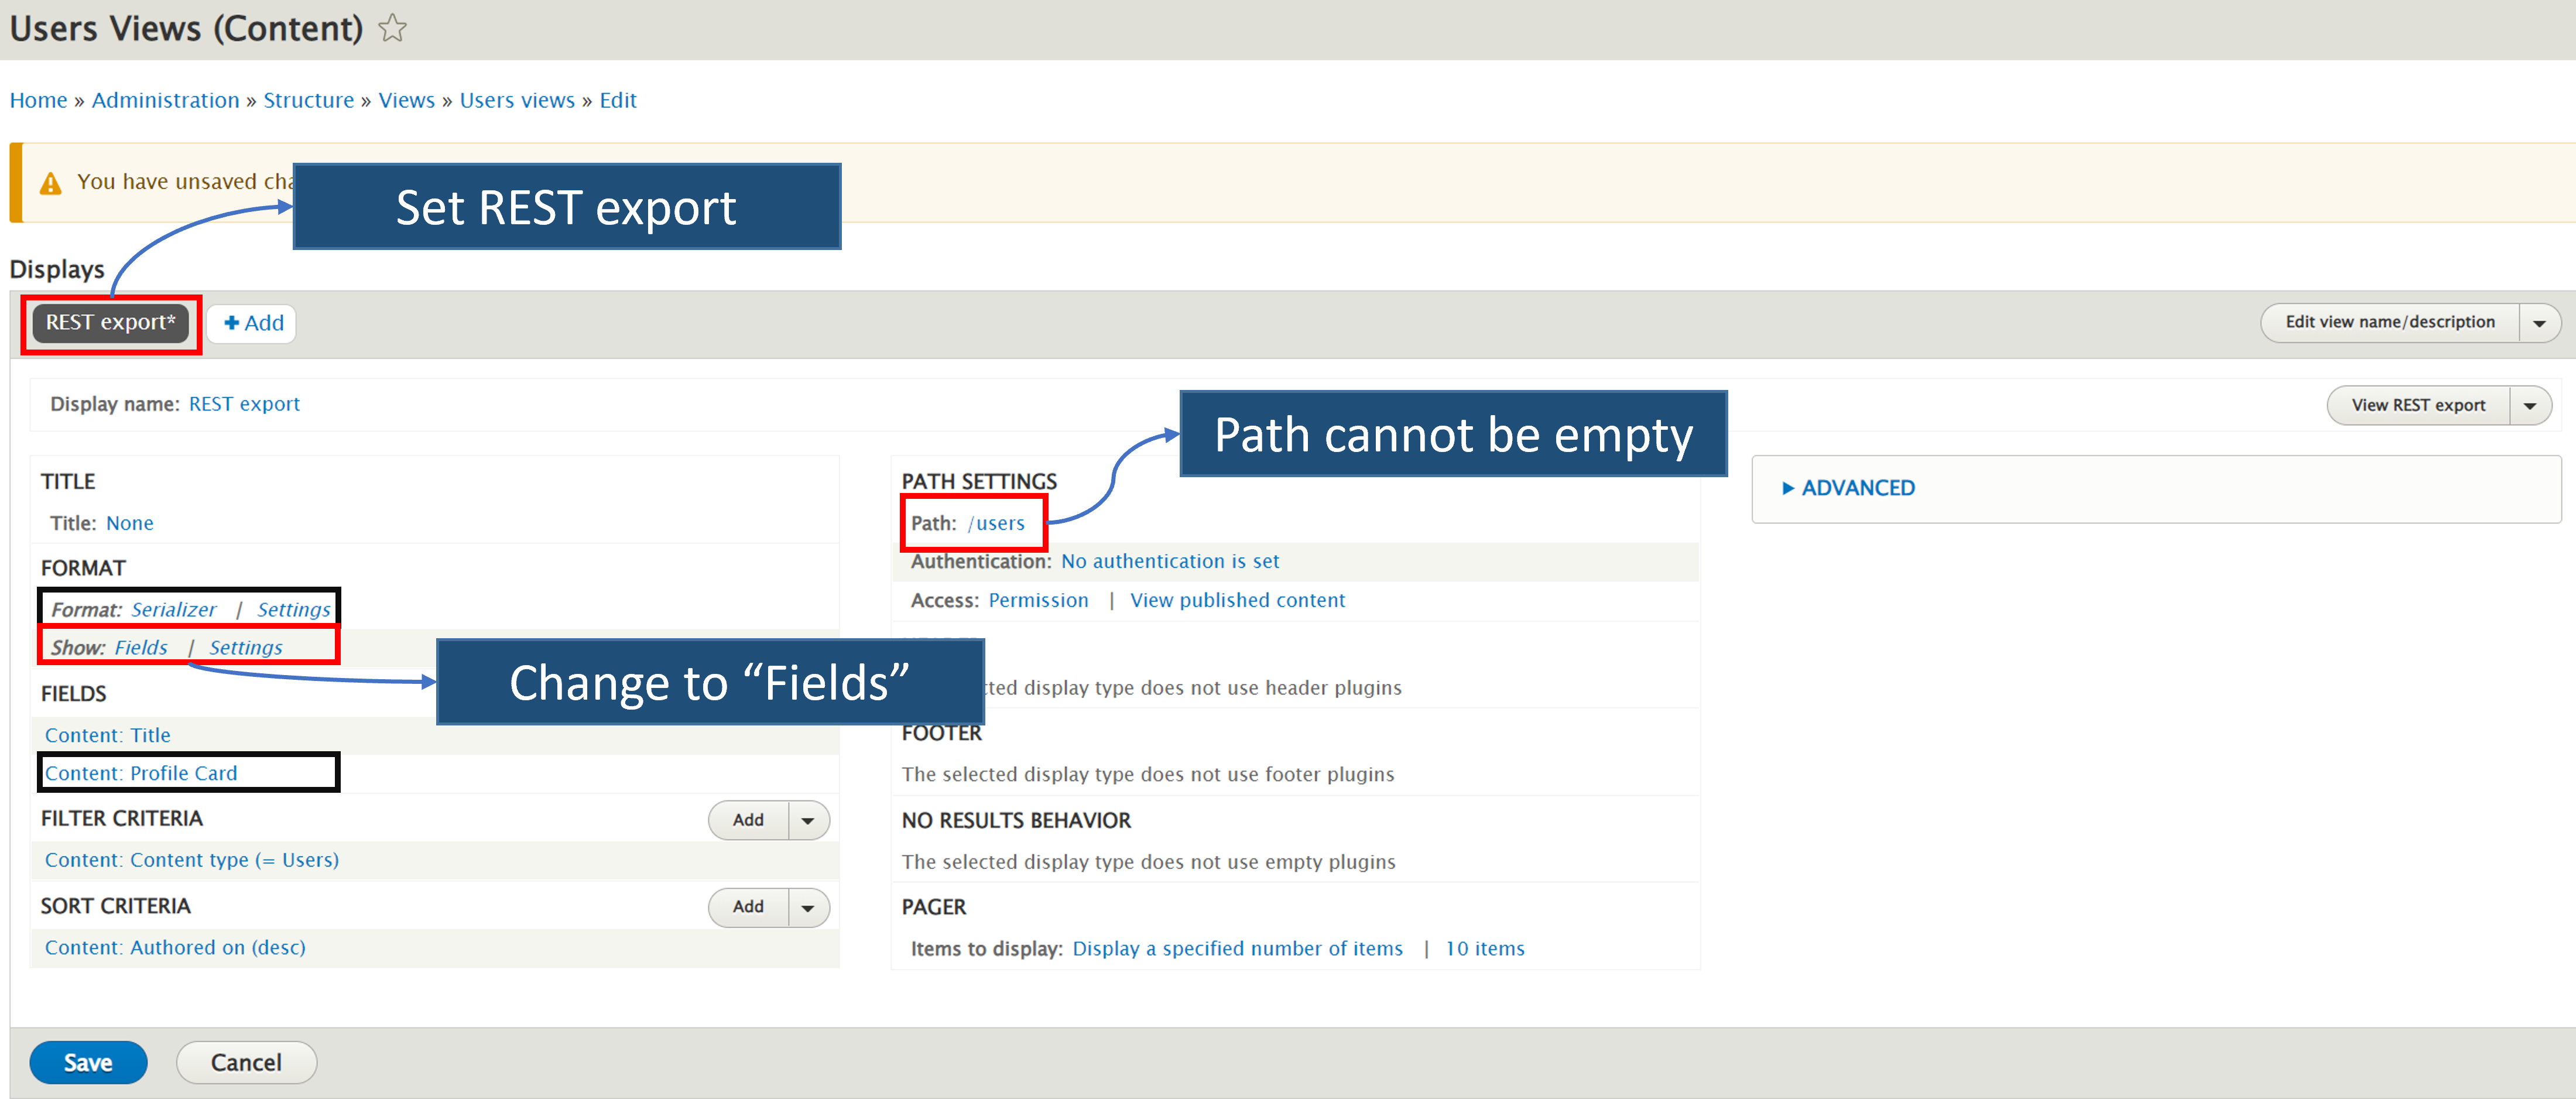 Users Views (Content)
Home » Administration » Structure » Views » Users views » Edit
You have unsaved
Set REST export
Displays
REST export*
Add
Edit view name/description
Display name: REST export
View REST export
Path cannot be empty
TITLE
Title: None
FORMAT
Format: Serializer | Settings
Show: Fields | Settings
Change to “Fields”
FIELDS
Content: Title
Content: Profile Card
FILTER CRITERIA
Add
Content: Content type (= Users)
SORT CRITERIA
Add
Content: Authored on (desc)
PATH SETTINGS
Path: /users
Authentication: No authentication is set
Access: Permission | View published content
display type does not use header plugins
FOOTER
The selected display type does not use footer plugins
NO RESULTS BEHAVIOR
The selected display type does not use empty plugins
PAGER
Items to display: Display a specified number of items | 10 items
ADVANCED
Save
Cancel